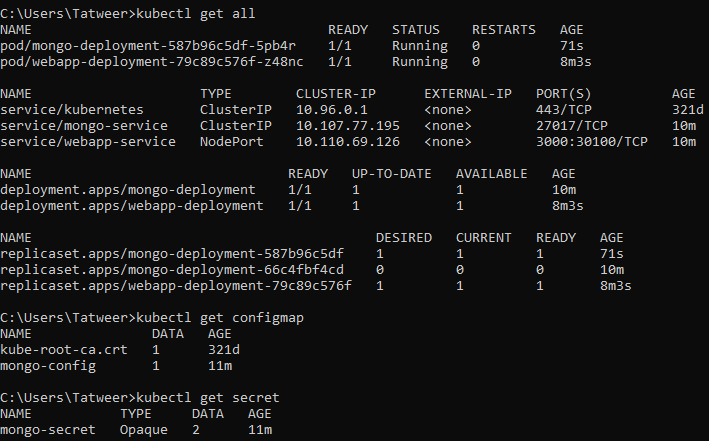 C:\Users\Tatweer>kubectl get all
NAME READY STATUS RESTARTS AGE
pod/mongo-deployment-587b96c5df-5pb4r 1/1 Running 0 71s
pod/webapp-deployment-79c89c576f-z48nc 1/1 Running 0 8m3s
NAME TYPE CLUSTER-IP EXTERNAL-IP PORT(S) AGE
service/kubernetes ClusterIP 10.96.0.1 <none> 443/TCP 321d
service/mongo-service ClusterIP 10.107.77.195 <none> 27017/TCP 10m
service/webapp-service NodePort 10.110.69.126 <none> 3000:30100/TCP 10m
NAME READY UP-TO-DATE AVAILABLE AGE
deployment.apps/mongo-deployment 1/1 1 1 10m
deployment.apps/webapp-deployment 1/1 1 1 8m3s
NAME DESIRED CURRENT READY AGE
replicaset.apps/mongo-deployment-587b96c5df 1 1 1 71s
replicaset.apps/mongo-deployment-66c4fbf4cd 0 0 0 10m
replicaset.apps/webapp-deployment-79c89c576f 1 1 1 8m3s
C:\Users\Tatweer>kubectl get configmap
NAME DATA AGE
kube-root-ca.crt 1 321d
mongo-config 1 11m
C:\Users\Tatweer>kubectl get secret
NAME TYPE DATA AGE
mongo-secret Opaque 2 11m